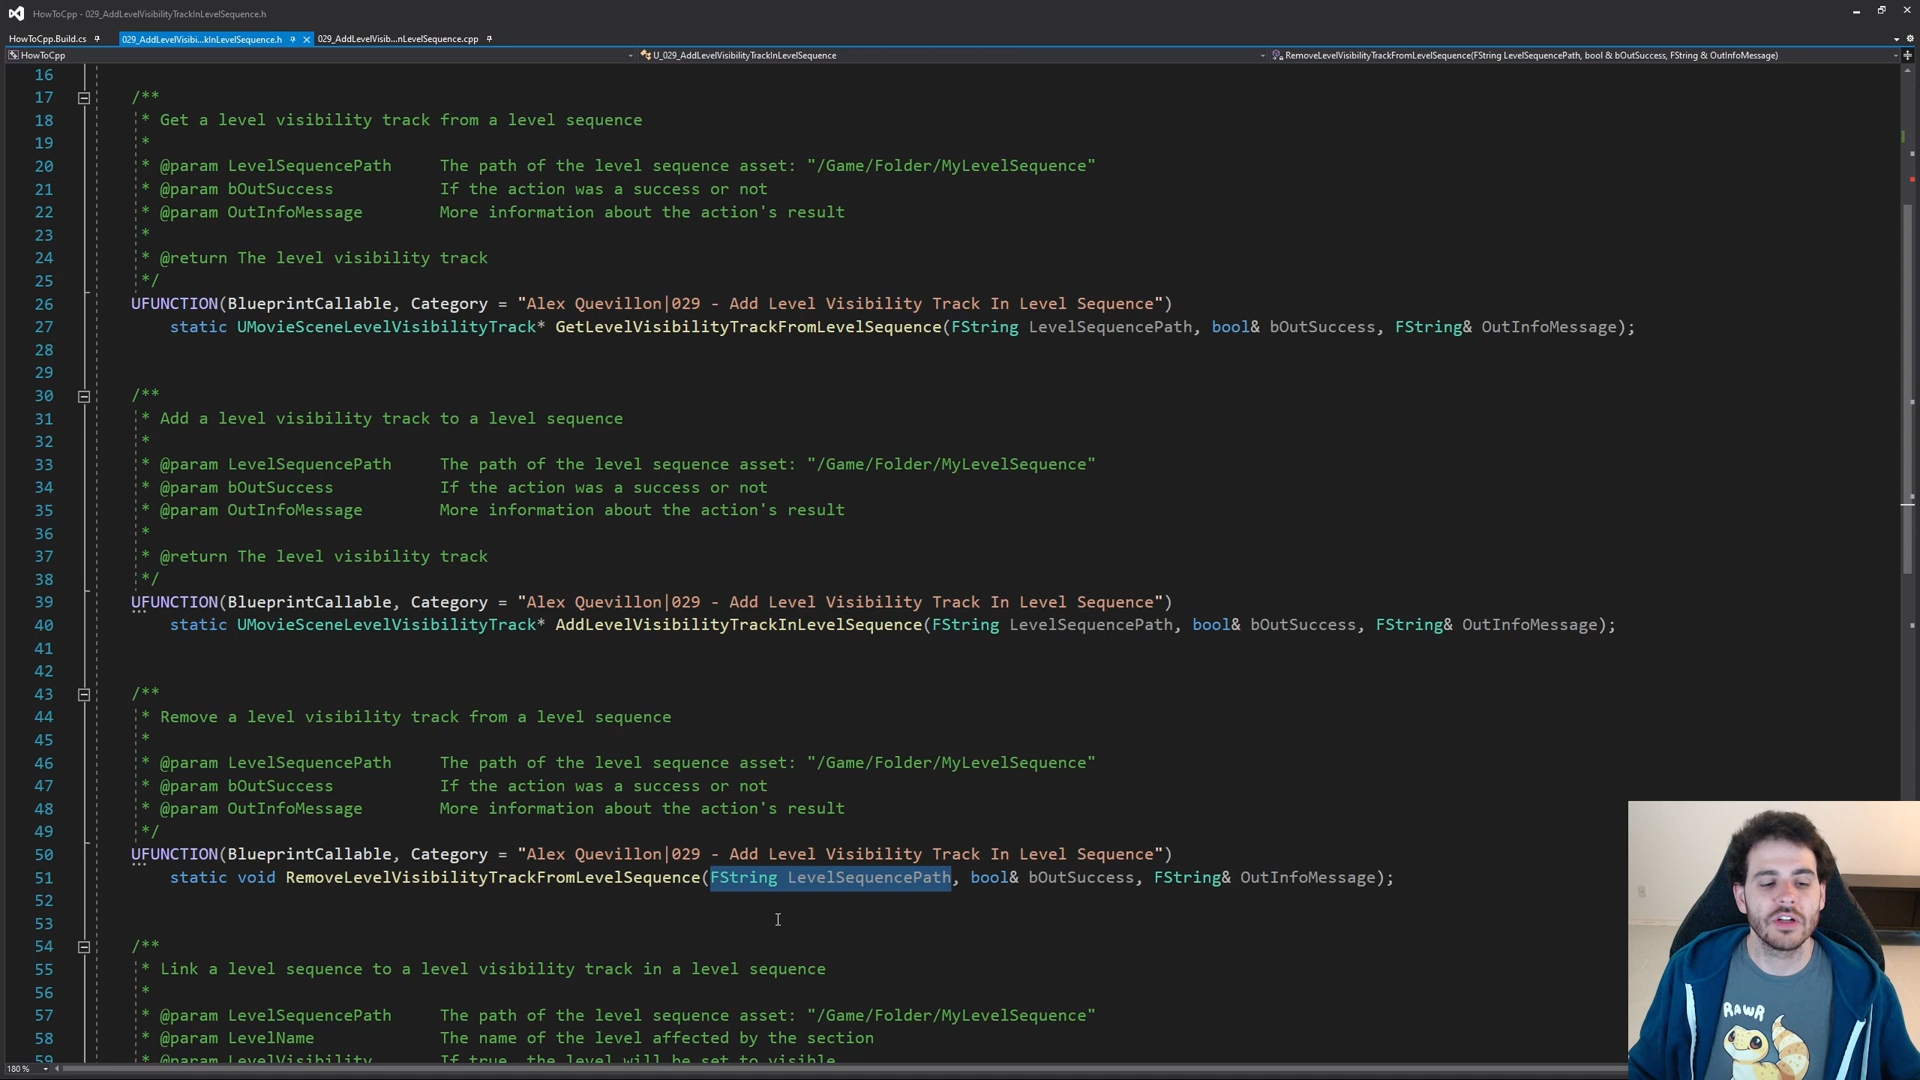 HowToCpp - 029_AddLevelVisibilityTrackInLevelSequence.h
HowToCpp.Build.cs 029_AddLevelVisibi...kInLevelSequence.h 029_AddLevelVisib...nLevelSequence.cpp
HowToCpp U_029_AddLevelVisibilityTrackInLevelSequence RemoveLevelVisibilityTrackFromLevelSequence(FString LevelSequencePath, bool & bOutSuccess, FString & OutInfoMessage)
16
17 /**
18 * Get a level visibility track from a level sequence
19 *
20 * @param LevelSequencePath The path of the level sequence asset: "/Game/Folder/MyLevelSequence"
21 * @param bOutSuccess If the action was a success or not
22 * @param OutInfoMessage More information about the action's result
23 *
24 * @return The level visibility track
25 */
26 UFUNCTION(BlueprintCallable, Category = "Alex Quevillon|029 - Add Level Visibility Track In Level Sequence")
27 static UMovieSceneLevelVisibilityTrack* GetLevelVisibilityTrackFromLevelSequence(FString LevelSequencePath, bool& bOutSuccess, FString& OutInfoMessage);
28
29
30 /**
31 * Add a level visibility track to a level sequence
32 *
33 * @param LevelSequencePath The path of the level sequence asset: "/Game/Folder/MyLevelSequence"
34 * @param bOutSuccess If the action was a success or not
35 * @param OutInfoMessage More information about the action's result
36 *
37 * @return The level visibility track
38 */
39 UFUNCTION(BlueprintCallable, Category = "Alex Quevillon|029 - Add Level Visibility Track In Level Sequence")
40 static UMovieSceneLevelVisibilityTrack* AddLevelVisibilityTrackInLevelSequence(FString LevelSequencePath, bool& bOutSuccess, FString& OutInfoMessage);
41
42
43 /**
44 * Remove a level visibility track from a level sequence
45 *
46 * @param LevelSequencePath The path of the level sequence asset: "/Game/Folder/MyLevelSequence"
47 * @param bOutSuccess If the action was a success or not
48 * @param OutInfoMessage More information about the action's result
49 */
50 UFUNCTION(BlueprintCallable, Category = "Alex Quevillon|029 - Add Level Visibility Track In Level Sequence")
51 static void RemoveLevelVisibilityTrackFromLevelSequence(FString LevelSequencePath, bool& bOutSuccess, FString& OutInfoMessage);
52
53
54 /**
55 * Link a level sequence to a level visibility track in a level sequence
56 *
57 * @param LevelSequencePath The path of the level sequence asset: "/Game/Folder/MyLevelSequence"
58 * @param LevelName The name of the level affected by the section
59 * @param LevelVisibility If true, the level will be set to visible
180 %
RAWR